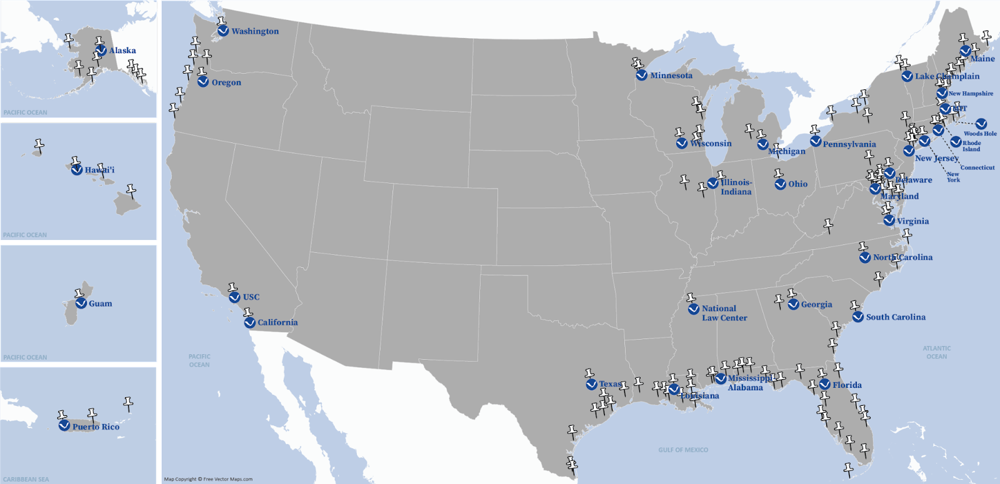 Alaska
PACIFIC OCEAN
Hawai'i
PACIFIC OCEAN
Guam
PACIFIC OCEAN
Puerto Rico
CARIBBEAN SEA
Washington
Oregon
USC
California
PACIFIC
OCEAN
Minnesota
Wisconsin
Michigan
Illinois-
Indiana
Ohio
Pennsylvania
Maine
Lake Champlain
New Hampshire
MIT
Woods Hole
Rhode
Island
Connecticut
New
York
New Jersey
Delaware
Maryland
Virginia
North Carolina
South Carolina
Georgia
National
Law Center
Texas
Louisiana
Mississippi-
Alabama
Florida
GULF OF MEXICO
ATLANTIC
OCEAN
Map Copyright © Free Vector Maps.com